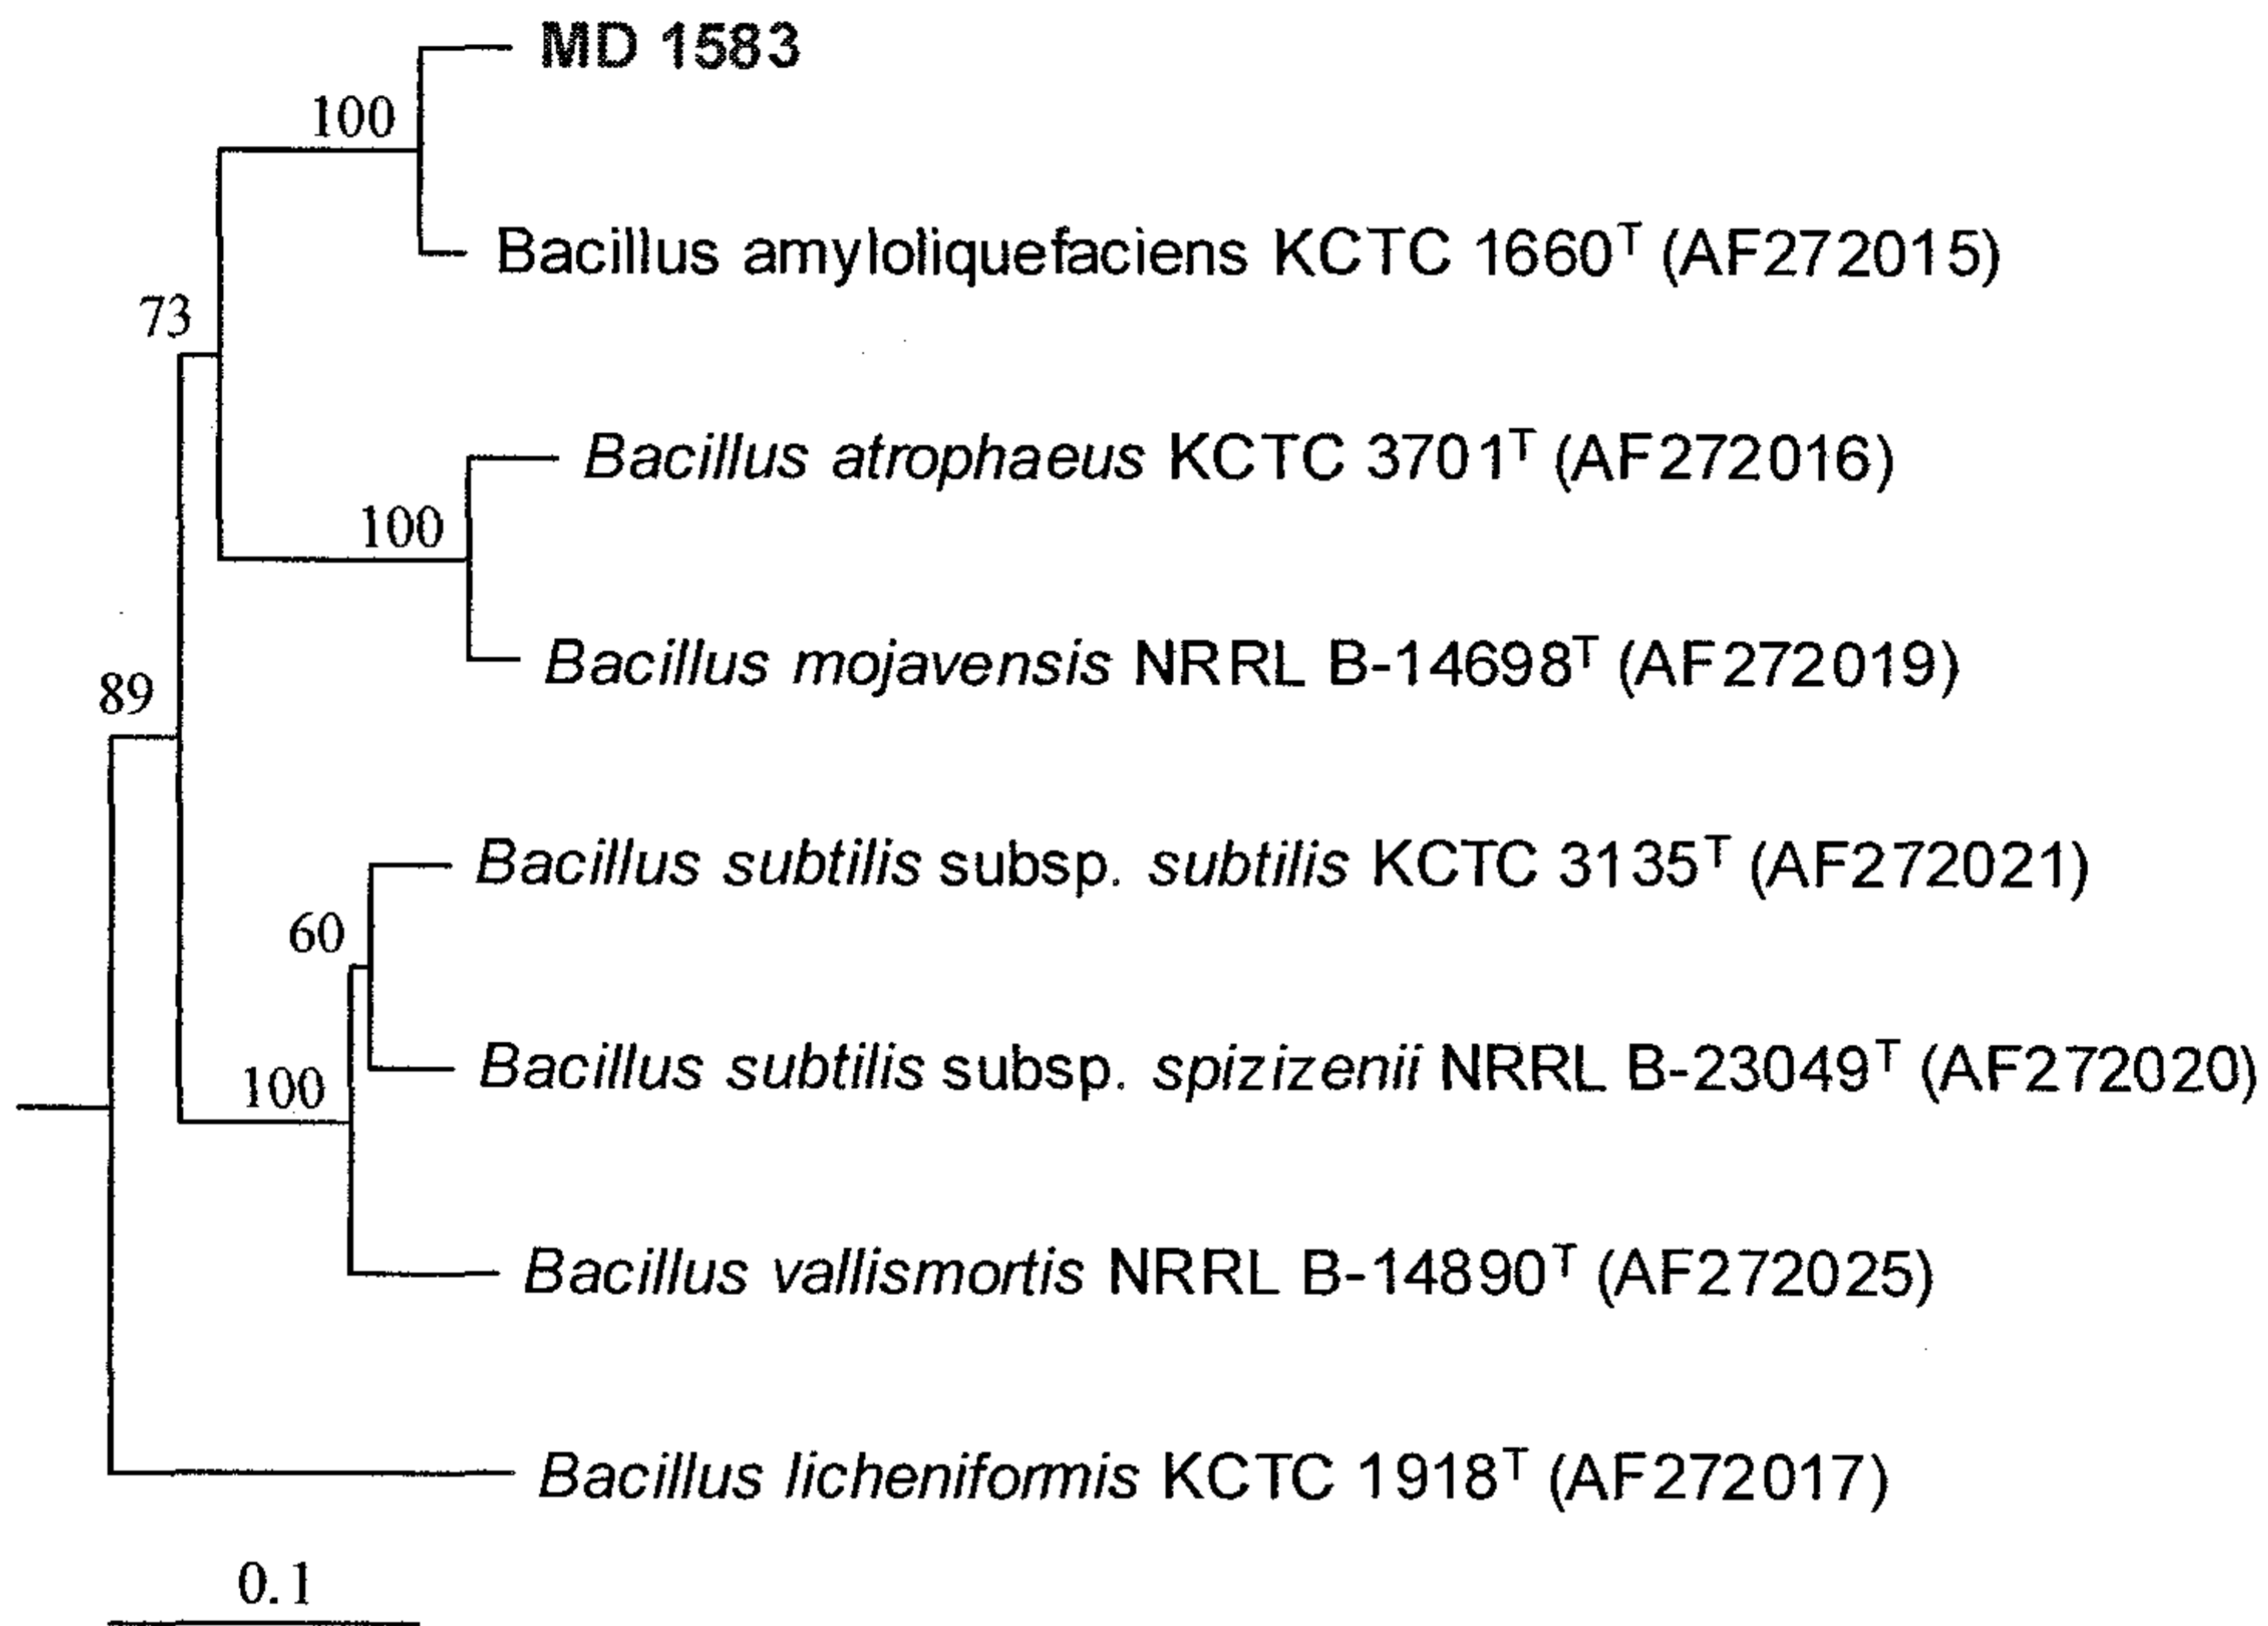 MD 1583
100
Bacillus amyloliquefaciens KCTC 1660ᵀ (AF272015)
73
Bacillus atrophaeus KCTC 3701ᵀ (AF272016)
100
Bacillus mojavensis NRRL B-14698ᵀ (AF272019)
89
Bacillus subtilis subsp. subtilis KCTC 3135ᵀ (AF272021)
60
Bacillus subtilis subsp. spizizenii NRRL B-23049ᵀ (AF272020)
100
Bacillus vallismortis NRRL B-14890ᵀ (AF272025)
Bacillus licheniformis KCTC 1918ᵀ (AF272017)
0.1